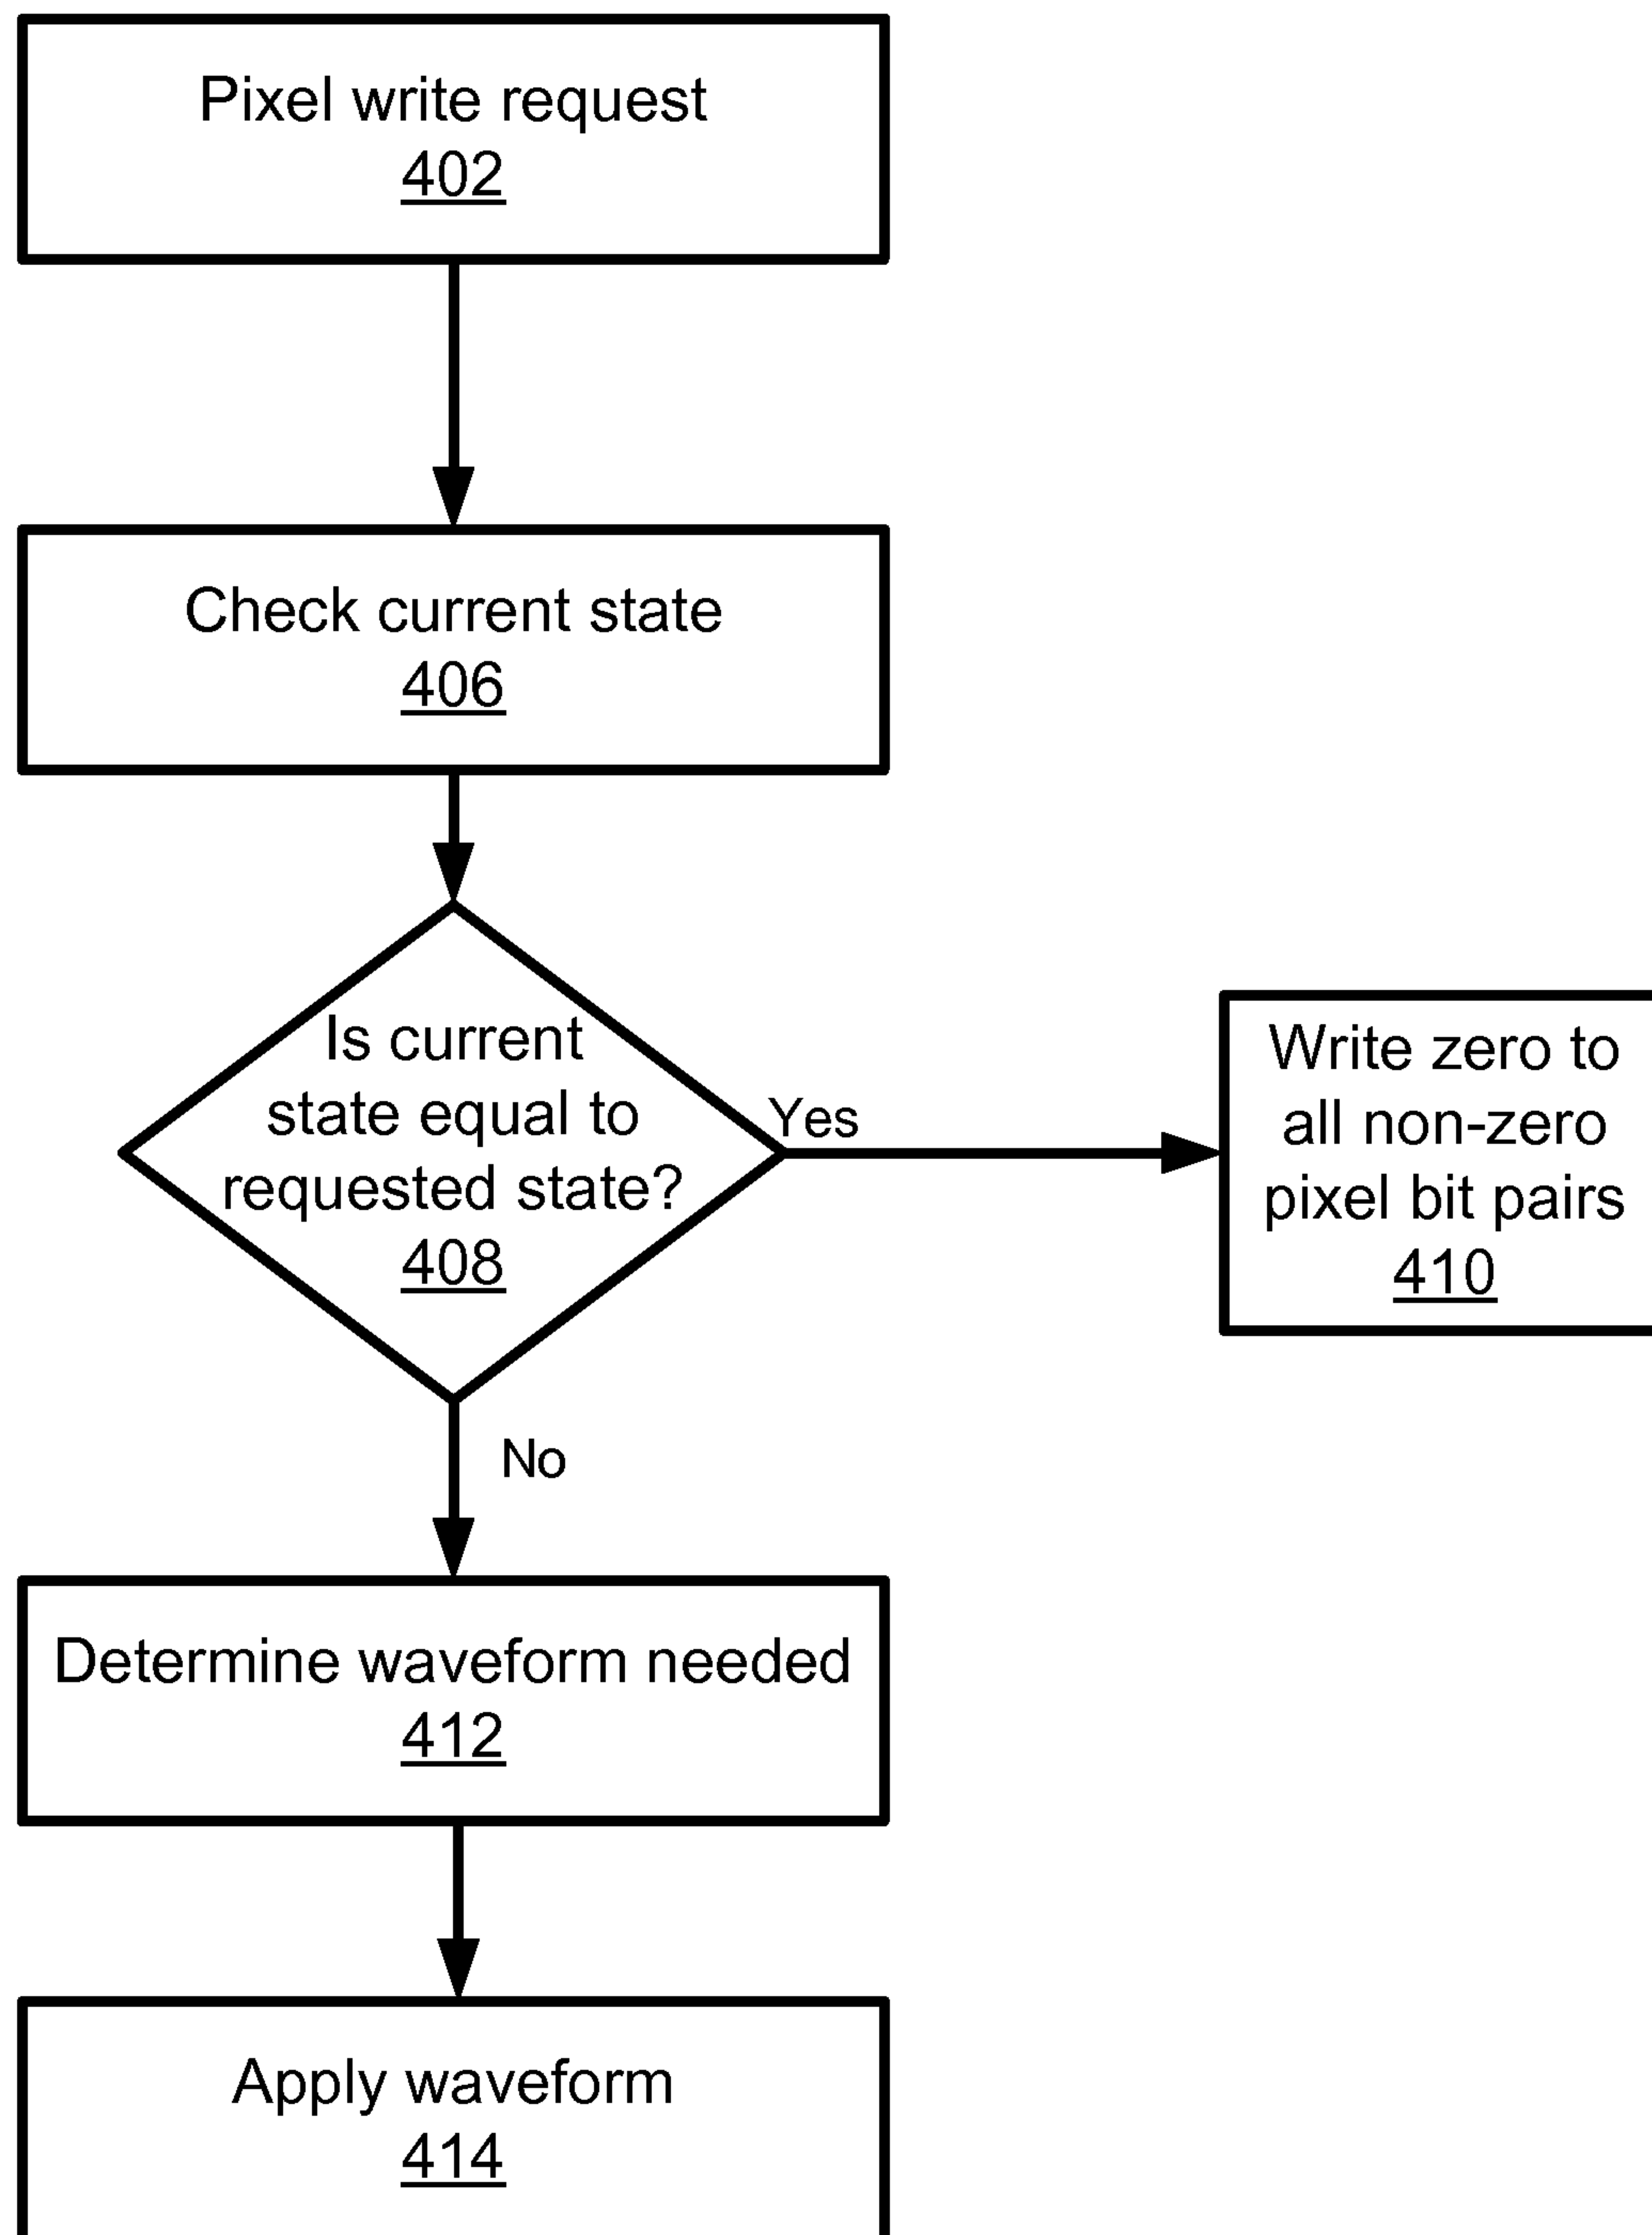 Pixel write request
402
Check current state
406
Is current
state equal to
requested state?
408
Yes
Write zero to
all non-zero
pixel bit pairs
410
No
Determine waveform needed
412
Apply waveform
414